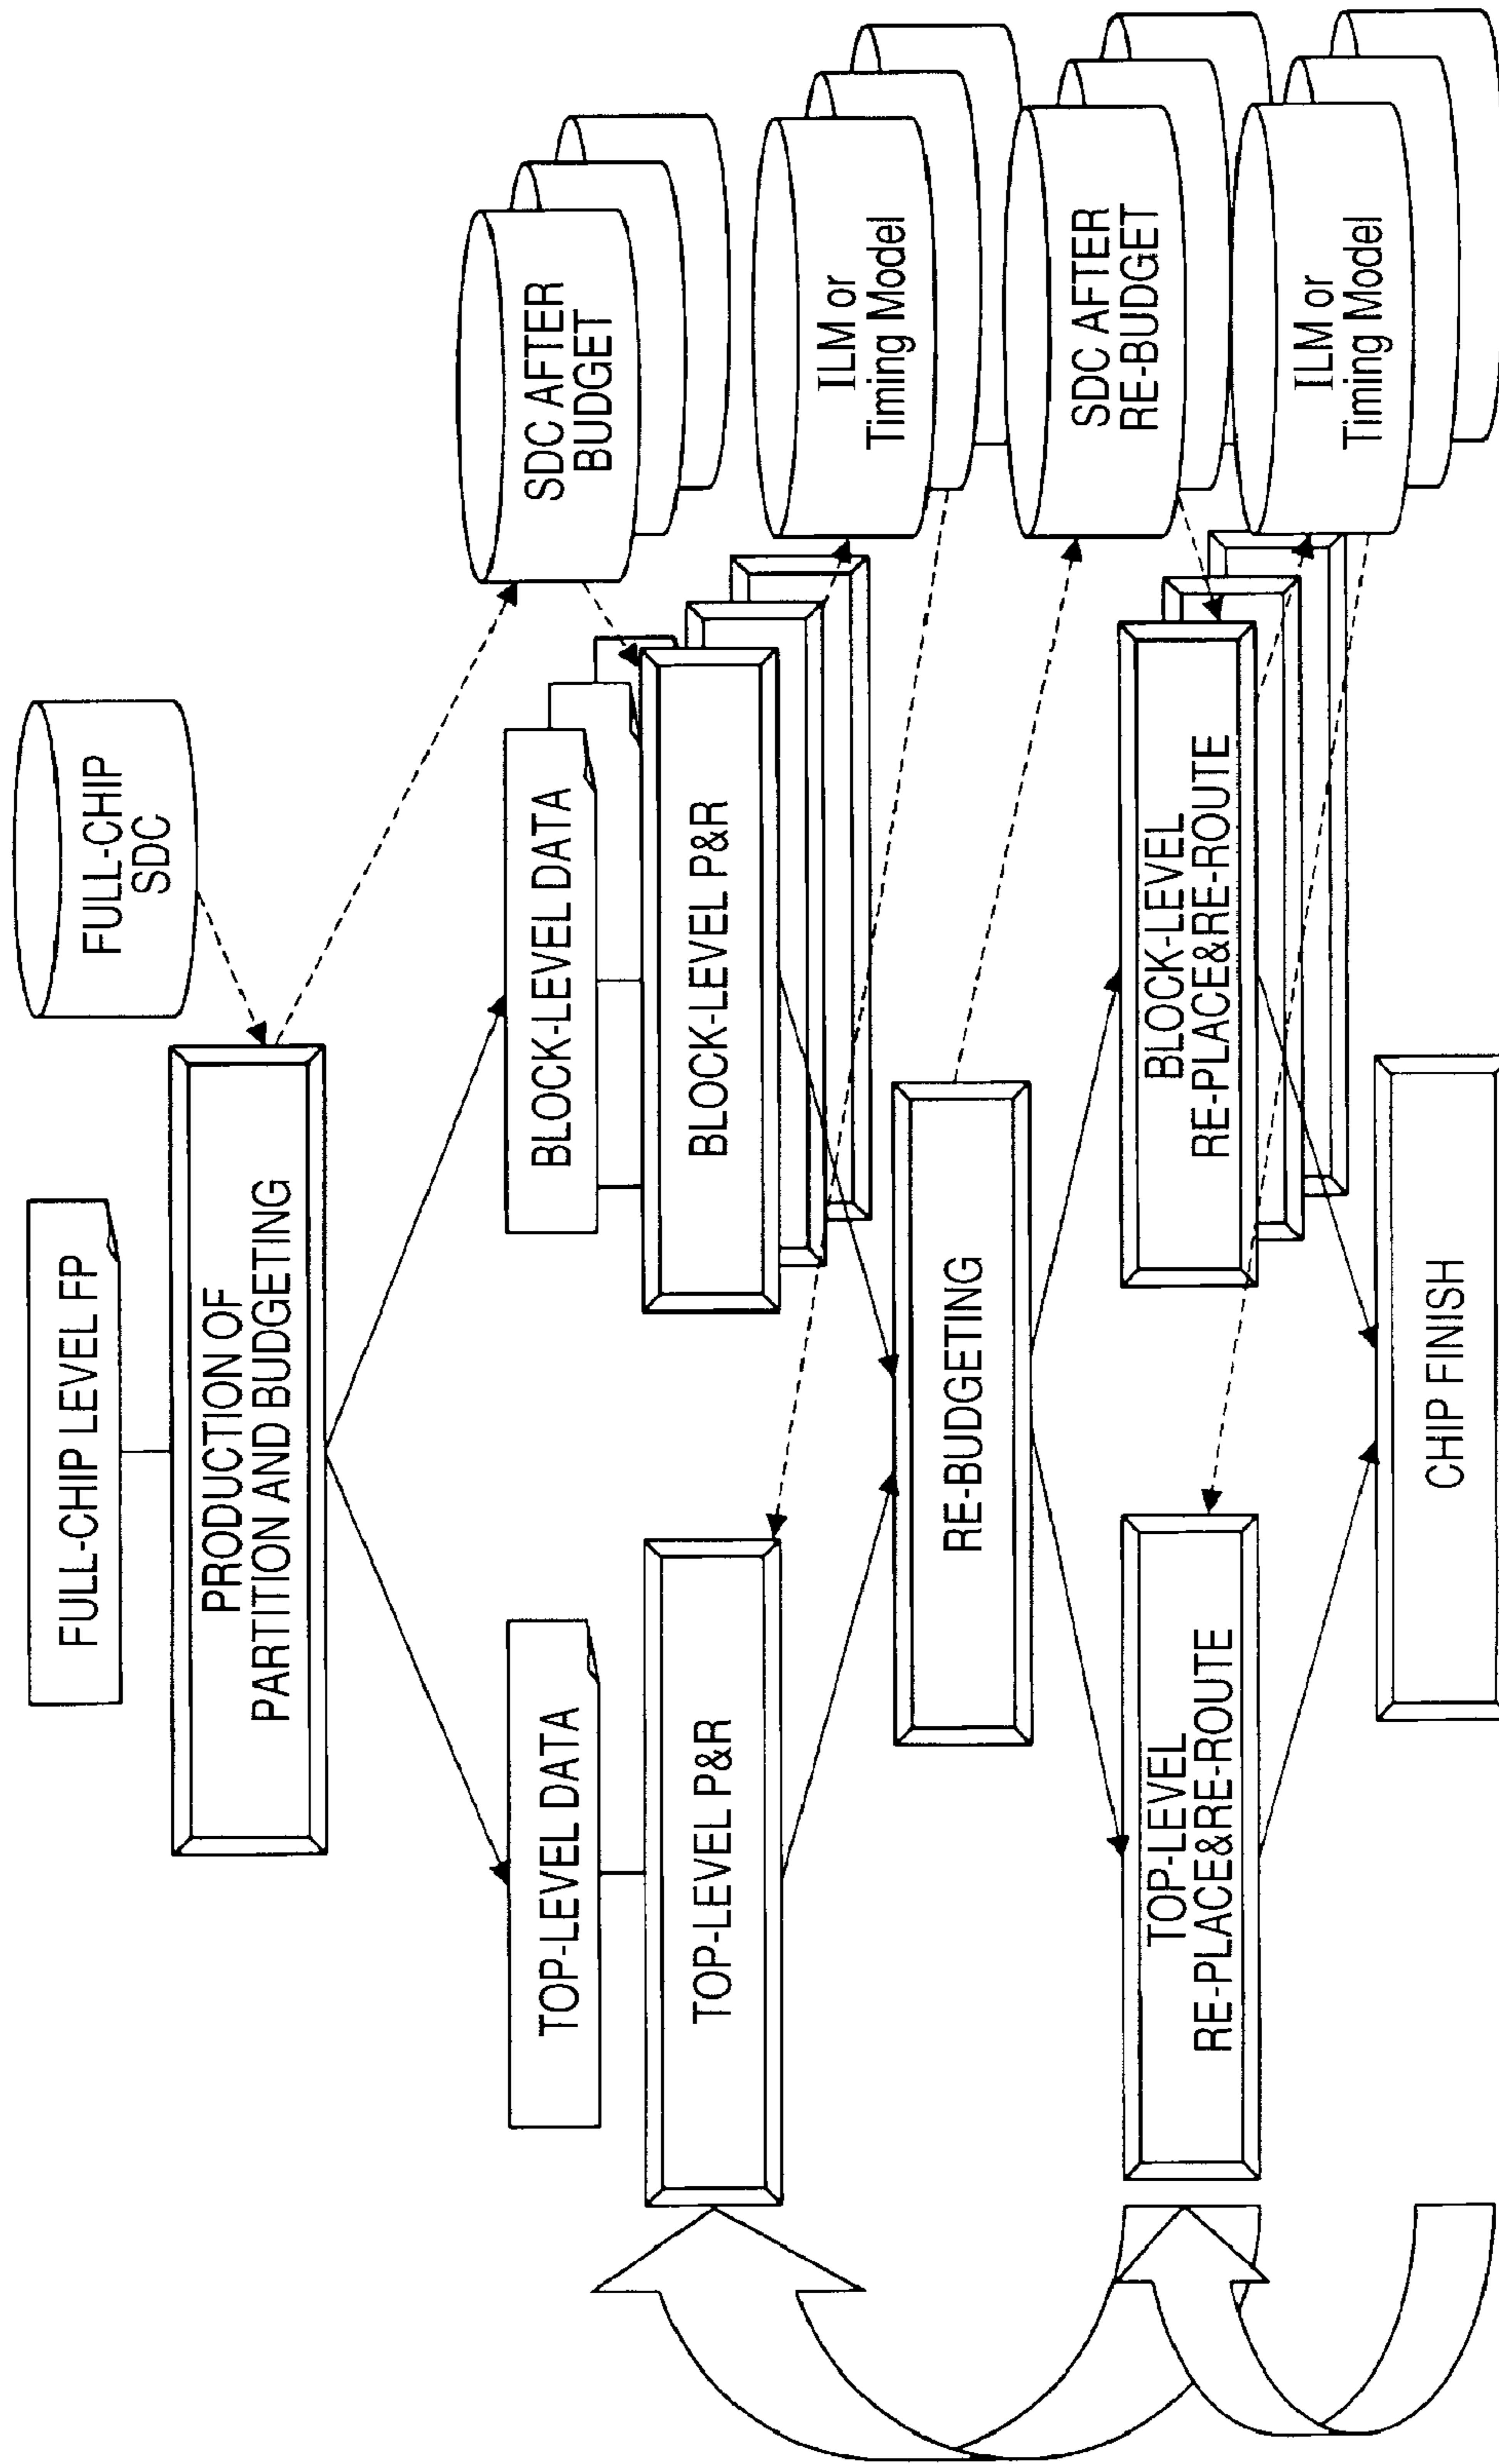 FULL-CHIP LEVEL FP
FULL-CHIP
SDC
PRODUCTION OF
PARTITION AND BUDGETING
TOP-LEVEL DATA
BLOCK-LEVEL DATA
SDC AFTER
BUDGET
TOP-LEVEL P&R
BLOCK-LEVEL P&R
ILM or
Timing Model
RE-BUDGETING
SDC AFTER
RE-BUDGET
TOP-LEVEL
RE-PLACE&RE-ROUTE
BLOCK-LEVEL
RE-PLACE&RE-ROUTE
ILM or
Timing Model
CHIP FINISH